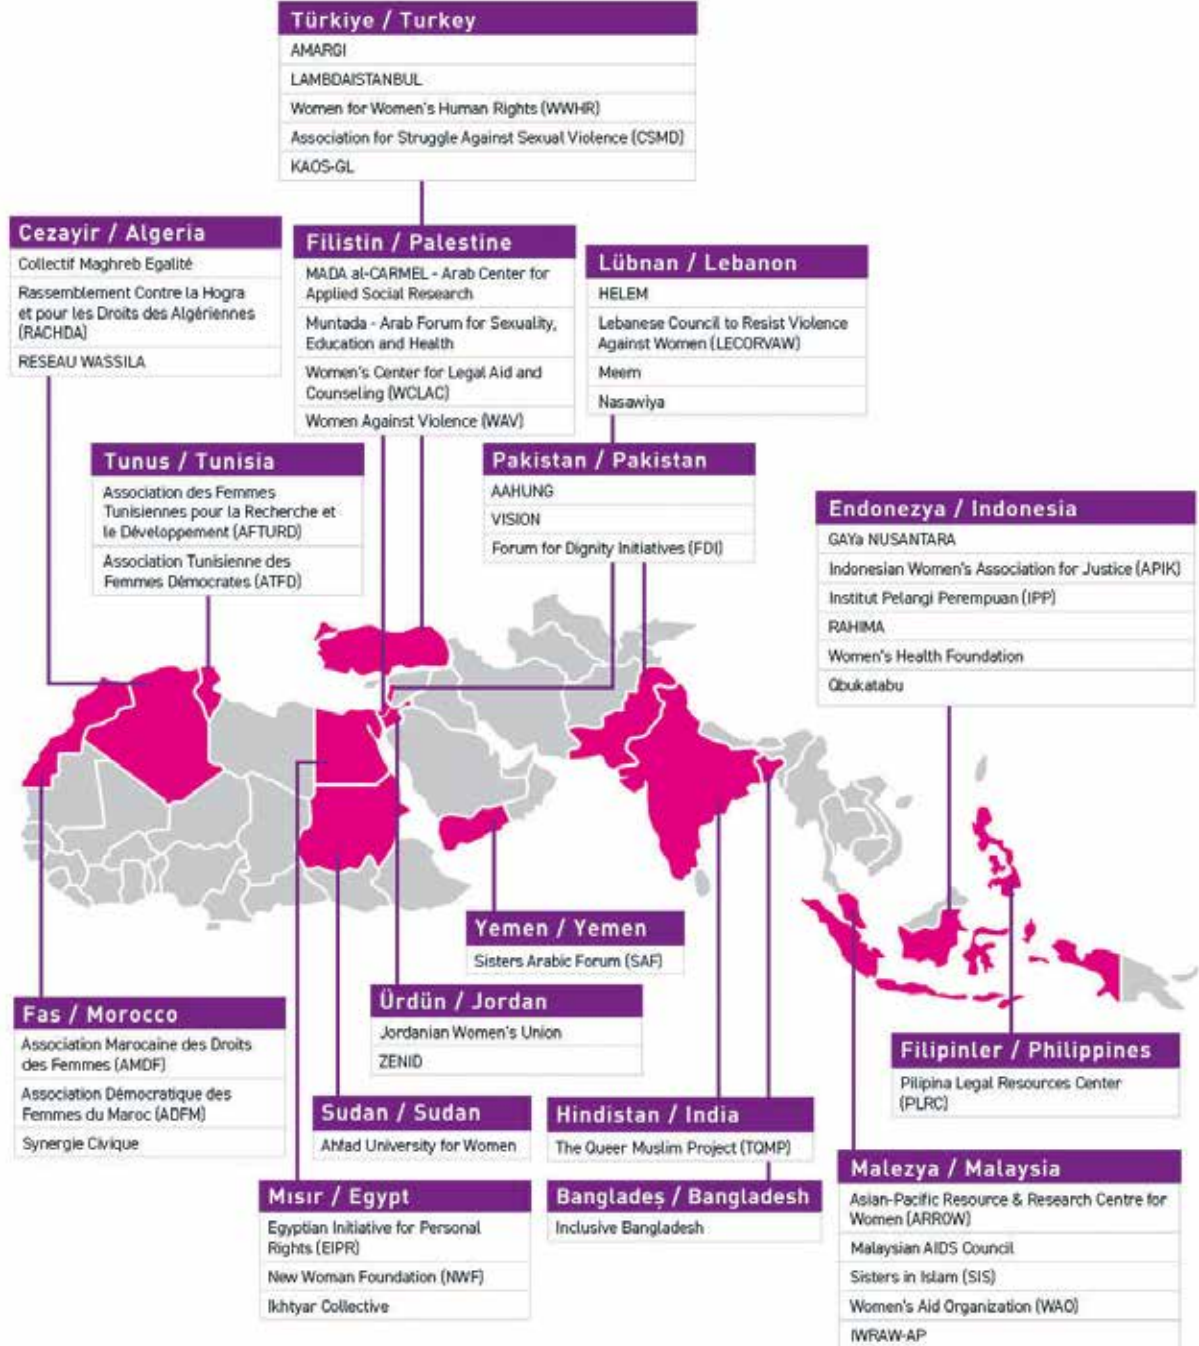 Türkiye / Turkey
AMARGI
LAMBDAISTANBUL
Women for Women's Human Rights (WWHR)
Association for Struggle Against Sexual Violence (CSMD)
KAOS-GL
Cezayir / Algeria
Collectif Maghreb Egalité
Rassemblement Contre la Hogra
et pour les Droits des Algériennes
(RACHDA)
RESEAU WASSILA
Filistin / Palestine
MADA al-CARMEL - Arab Center for
Applied Social Research
Muntada - Arab Forum for Sexuality,
Education and Health
Women's Center for Legal Aid and
Counseling (WCLAC)
Women Against Violence (WAV)
Lübnan / Lebanon
HELEM
Lebanese Council to Resist Violence
Against Women (LECORVAW)
Meem
Nasawiya
Tunus / Tunisia
Association des Femmes
Tunisiennes pour la Recherche et
le Développement (AFTURD)
Association Tunisienne des
Femmes Démocrates (ATFD)
Pakistan / Pakistan
AAHUNG
VISION
Forum for Dignity Initiatives (FDI)
Endonezya / Indonesia
GAYa NUSANTARA
Indonesian Women's Association for Justice (APIK)
Institut Pelangi Perempuan (IPP)
RAHIMA
Women's Health Foundation
Qbukatabu
Yemen / Yemen
Sisters Arabic Forum (SAF)
Ürdün / Jordan
Jordanian Women's Union
ZENID
Fas / Morocco
Association Marocaine des Droits
des Femmes (AMDF)
Association Démocratique des
Femmes du Maroc (ADFM)
Synergie Civique
Filipinler / Philippines
Pilipina Legal Resources Center
(PLRC)
Sudan / Sudan
Ahfad University for Women
Hindistan / India
The Queer Muslim Project (TQMP)
Mısır / Egypt
Egyptian Initiative for Personal
Rights (EIPR)
New Woman Foundation (NWF)
Ikhtyar Collective
Bangladeş / Bangladesh
Inclusive Bangladesh
Malezya / Malaysia
Asian-Pacific Resource & Research Centre for
Women (ARROW)
Malaysian AIDS Council
Sisters in Islam (SIS)
Women's Aid Organization (WAO)
IWRAW-AP